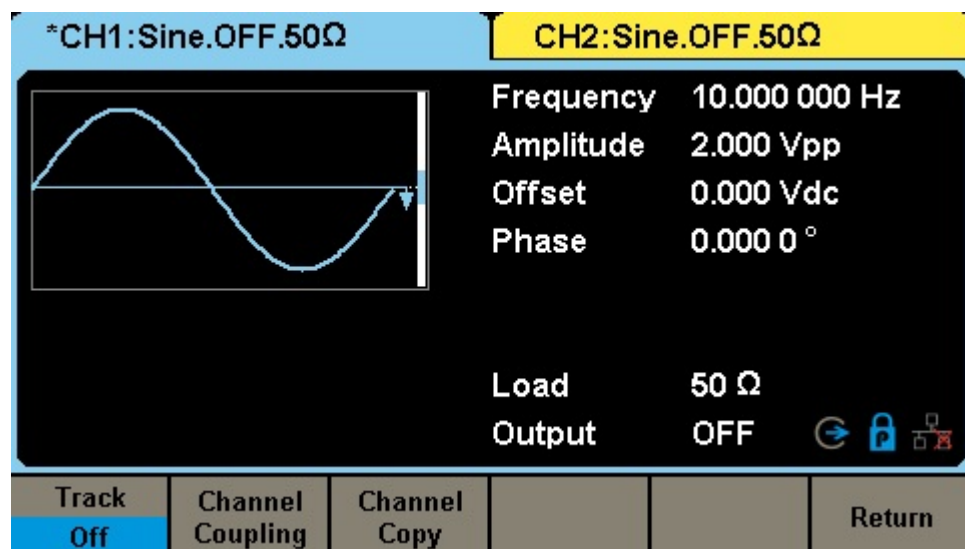 *CH1:Sine.OFF.50Ω
CH2:Sine.OFF.50Ω
Frequency 10.000 000 Hz
Amplitude 2.000 Vpp
Offset 0.000 Vdc
Phase 0.000 0 °
Load 50 Ω
Output OFF
P
Track
Off
Channel
Coupling
Channel
Copy
Return